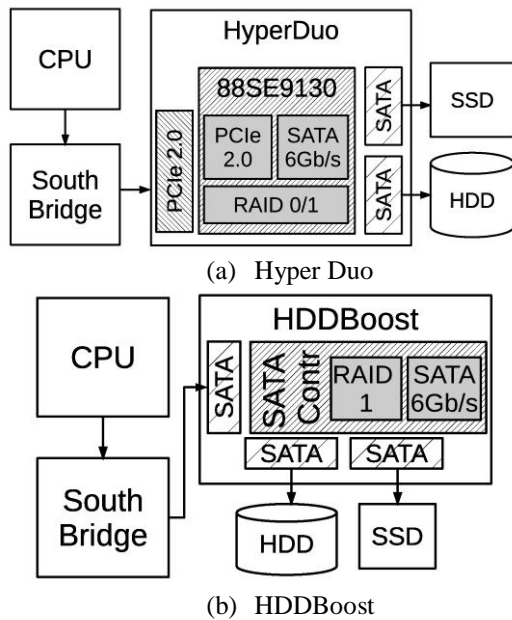 CPU
South
Bridge
HyperDuo
PCIe 2.0
88SE9130
PCIe
2.0
SATA
6Gb/s
RAID 0/1
SATA
SATA
SSD
HDD
(a) Hyper Duo
CPU
South
Bridge
HDDBoost
SATA
SATA
Contr
RAID
1
SATA
6Gb/s
SATA
SATA
HDD
SSD
(b) HDDBoost